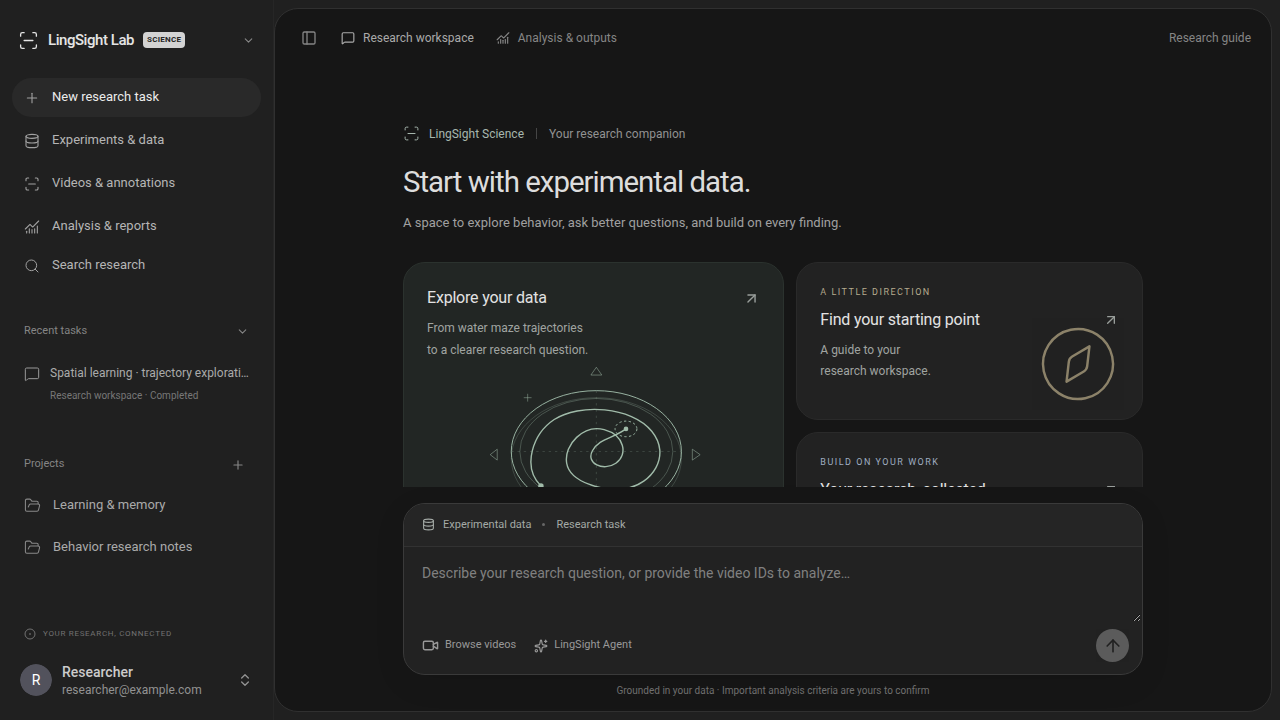 LingSight Lab SCIENCE
New research task
Experiments & data
Videos & annotations
Analysis & reports
Search research
Recent tasks
Spatial learning · trajectory explorati...
Research workspace · Completed
Projects
Learning & memory
Behavior research notes
YOUR RESEARCH, CONNECTED
R
Researcher
researcher@example.com
Research workspace
Analysis & outputs
Research guide
LingSight Science
Your research companion
Start with experimental data.
A space to explore behavior, ask better questions, and build on every finding.
Explore your data
From water maze trajectories
to a clearer research question.
A LITTLE DIRECTION
Find your starting point
A guide to your
research workspace.
BUILD ON YOUR WORK
Your research, collected
Experimental data • Research task
Describe your research question, or provide the video IDs to analyze...
Browse videos
LingSight Agent
Grounded in your data · Important analysis criteria are yours to confirm